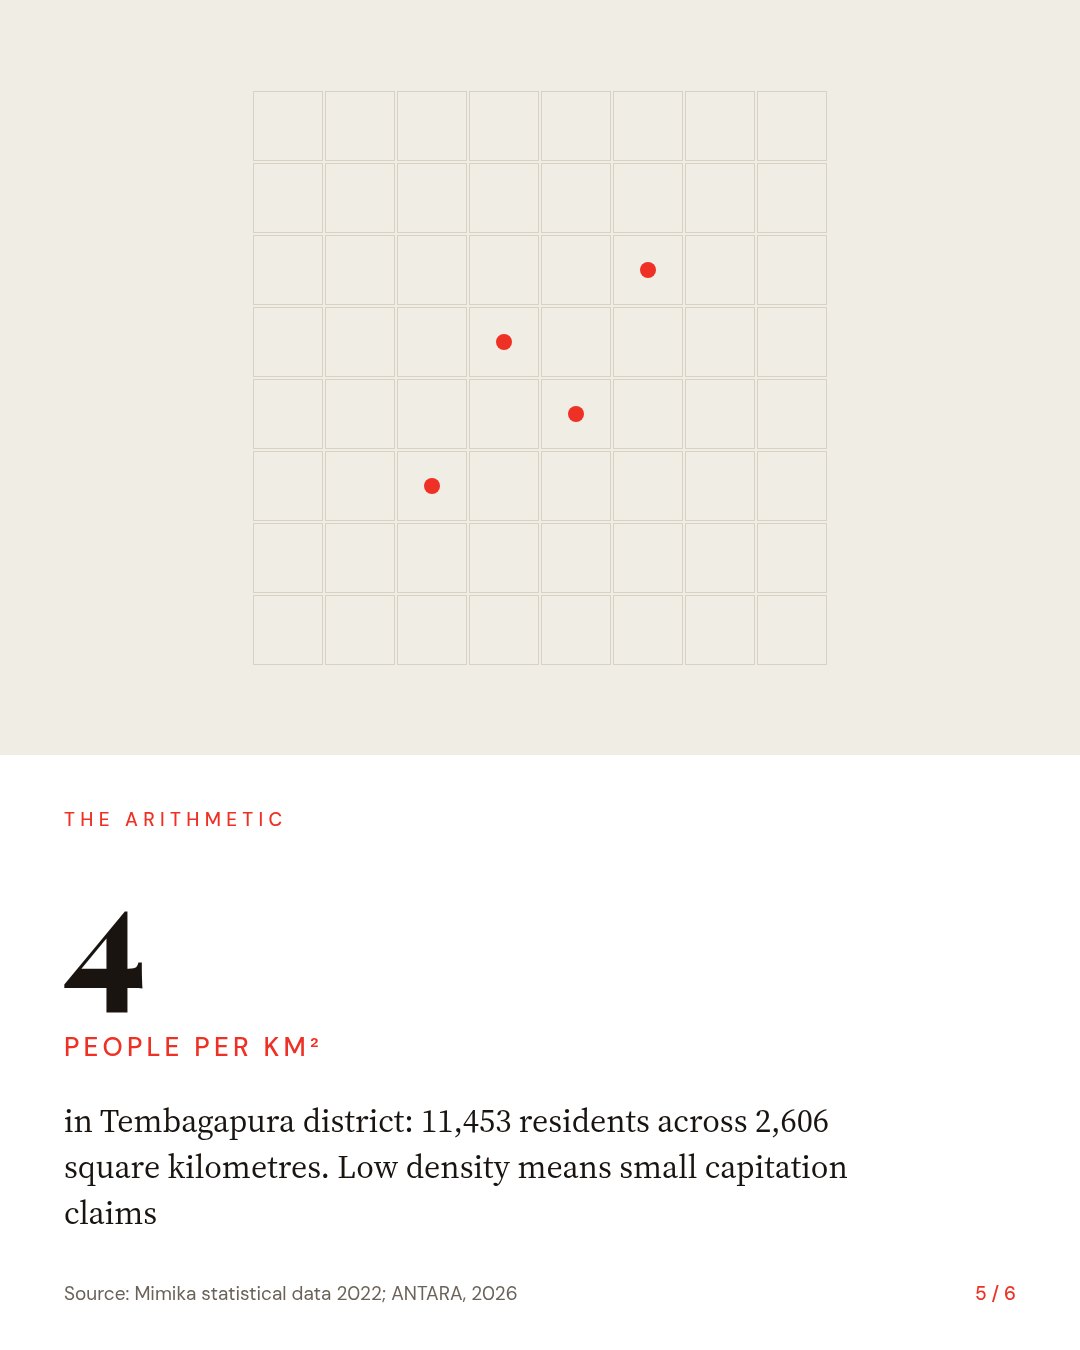 THE ARITHMETIC
4
PEOPLE PER KM²
in Tembagapura district: 11,453 residents across 2,606
square kilometres. Low density means small capitation
claims
Source: Mimika statistical data 2022; ANTARA, 2026
5 / 6